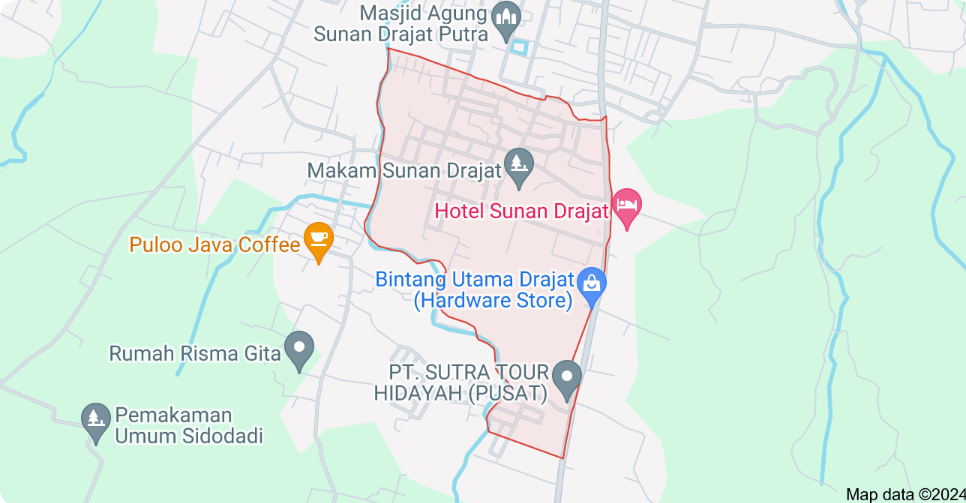 Masjid Agung
Sunan Drajat Putra
Makam Sunan Drajat
Hotel Sunan Drajat
Puloo Java Coffee
Bintang Utama Drajat
(Hardware Store)
Rumah Risma Gita
PT. SUTRA TOUR
HIDAYAH (PUSAT)
Pemakaman
Umum Sidodadi
Map data ©2024